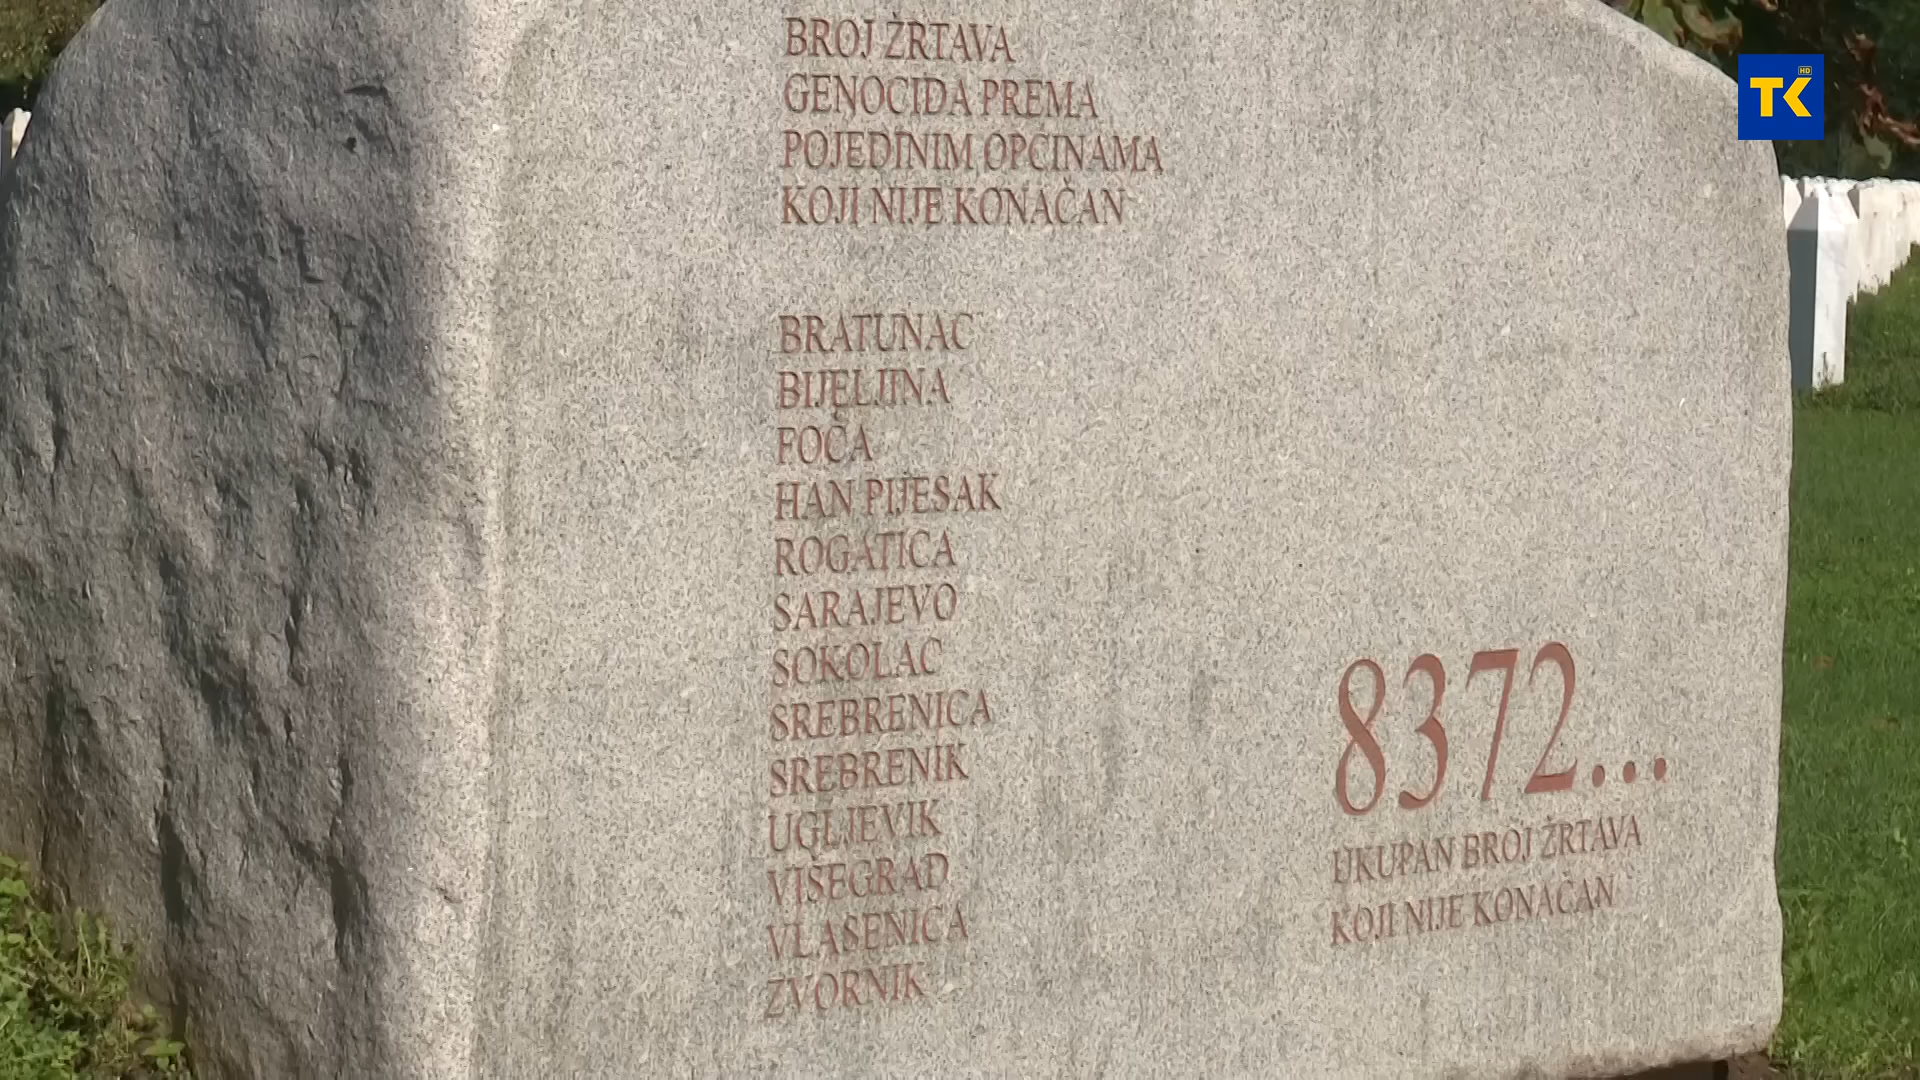 BROJ ŽRTAVA
GENOCIDA PREMA
POJEDINIM OPĆINAMA
KOJI NIJE KONAČAN
BRATUNAC
BIJELJINA
FOČA
HAN PIJESAK
ROGATICA
SARAJEVO
SOKOLAC
SREBRENICA
SREBRENIK
UGLJEVIK
VIŠEGRAD
VLASENICA
ZVORNIK
8372...
UKUPAN BROJ ŽRTAVA
KOJI NIJE KONAČAN
TK HD